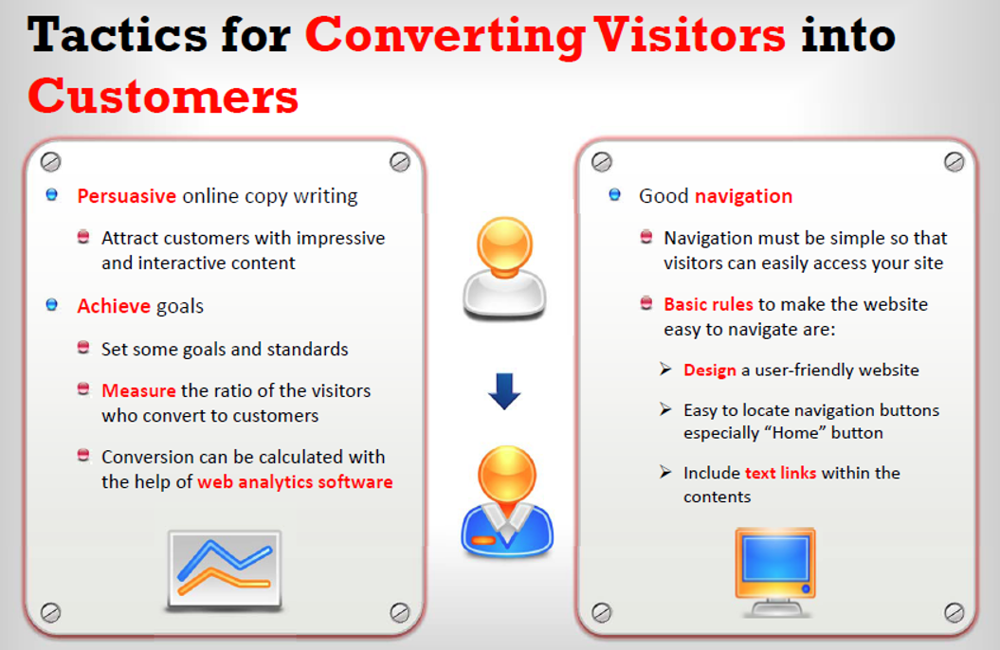 Tactics for Converting Visitors into
Customers
Persuasive online copy writing
Attract customers with impressive
and interactive content
Achieve goals
Set some goals and standards
Measure the ratio of the visitors
who convert to customers
Conversion can be calculated with
the help of web analytics software
Good navigation
Navigation must be simple so that
visitors can easily access your site
Basic rules to make the website
easy to navigate are:
Design a user-friendly website
Easy to locate navigation buttons
especially “Home” button
Include text links within the
contents